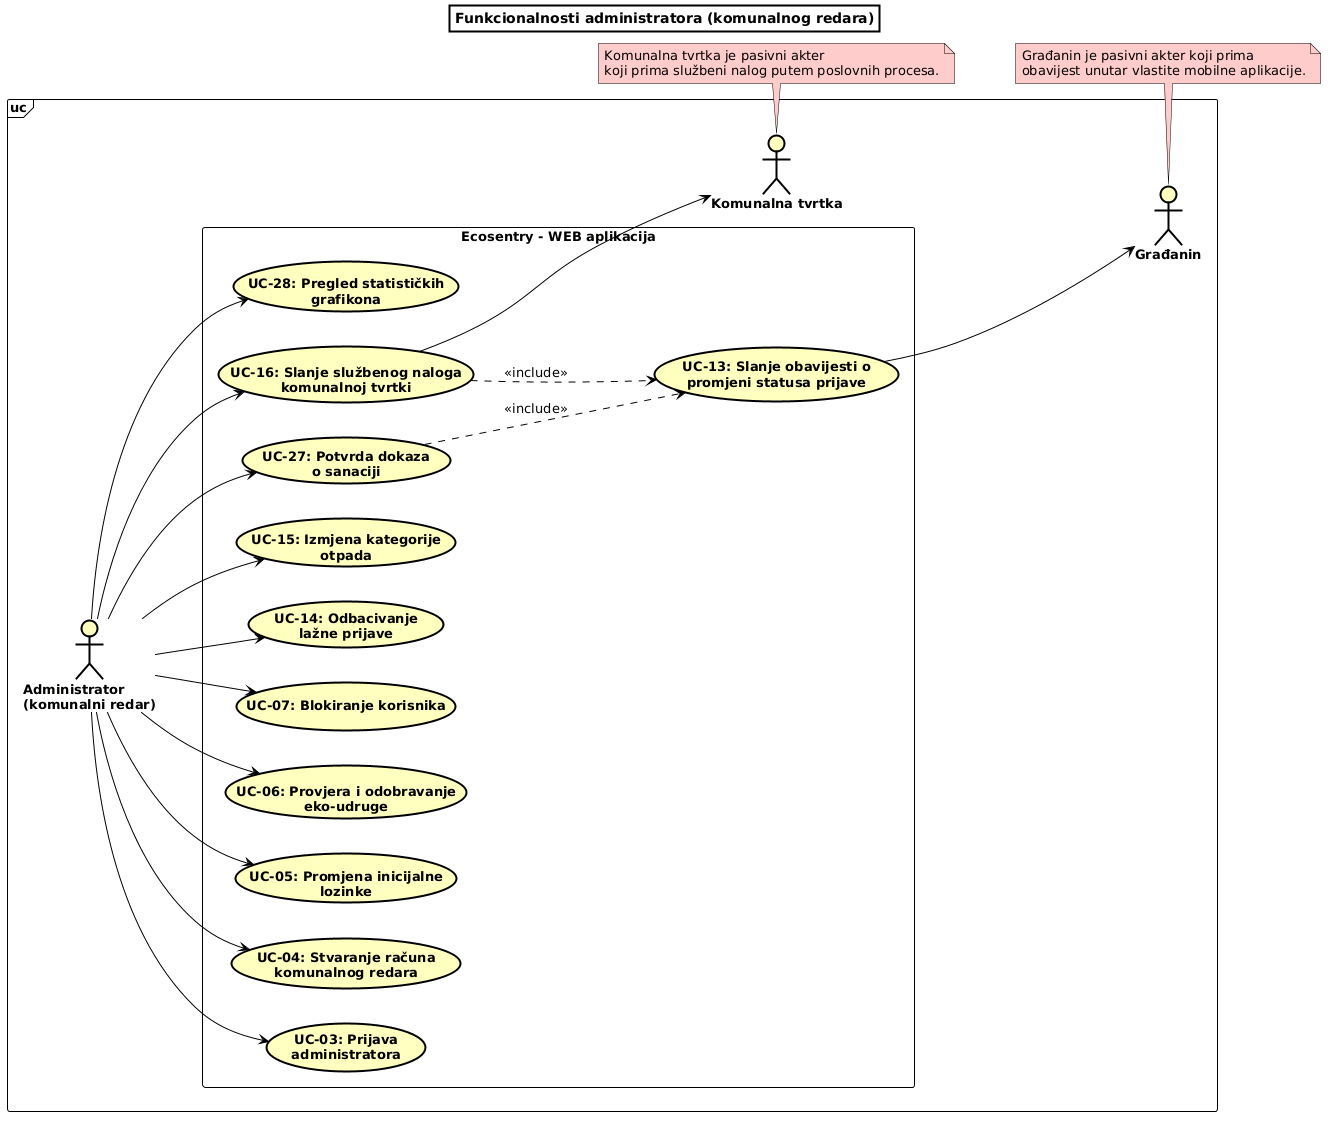 Funkcionalnosti administratora (komunalnog redara)
Komunalna tvrtka je pasivni akter
koji prima službeni nalog putem poslovnih procesa.
Građanin je pasivni akter koji prima
obavijest unutar vlastite mobilne aplikacije.
uc
Komunalna tvrtka
Građanin
Ecosentry - WEB aplikacija
UC-28: Pregled statističkih
grafikona
UC-16: Slanje službenog naloga
komunalnoj tvrtki
«include»
UC-13: Slanje obavijesti o
promjeni statusa prijave
«include»
UC-27: Potvrda dokaza
o sanaciji
UC-15: Izmjena kategorije
otpada
UC-14: Odbacivanje
lažne prijave
Administrator
(komunalni redar)
UC-07: Blokiranje korisnika
UC-06: Provjera i odobravanje
eko-udruge
UC-05: Promjena inicijalne
lozinke
UC-04: Stvaranje računa
komunalnog redara
UC-03: Prijava
administratora